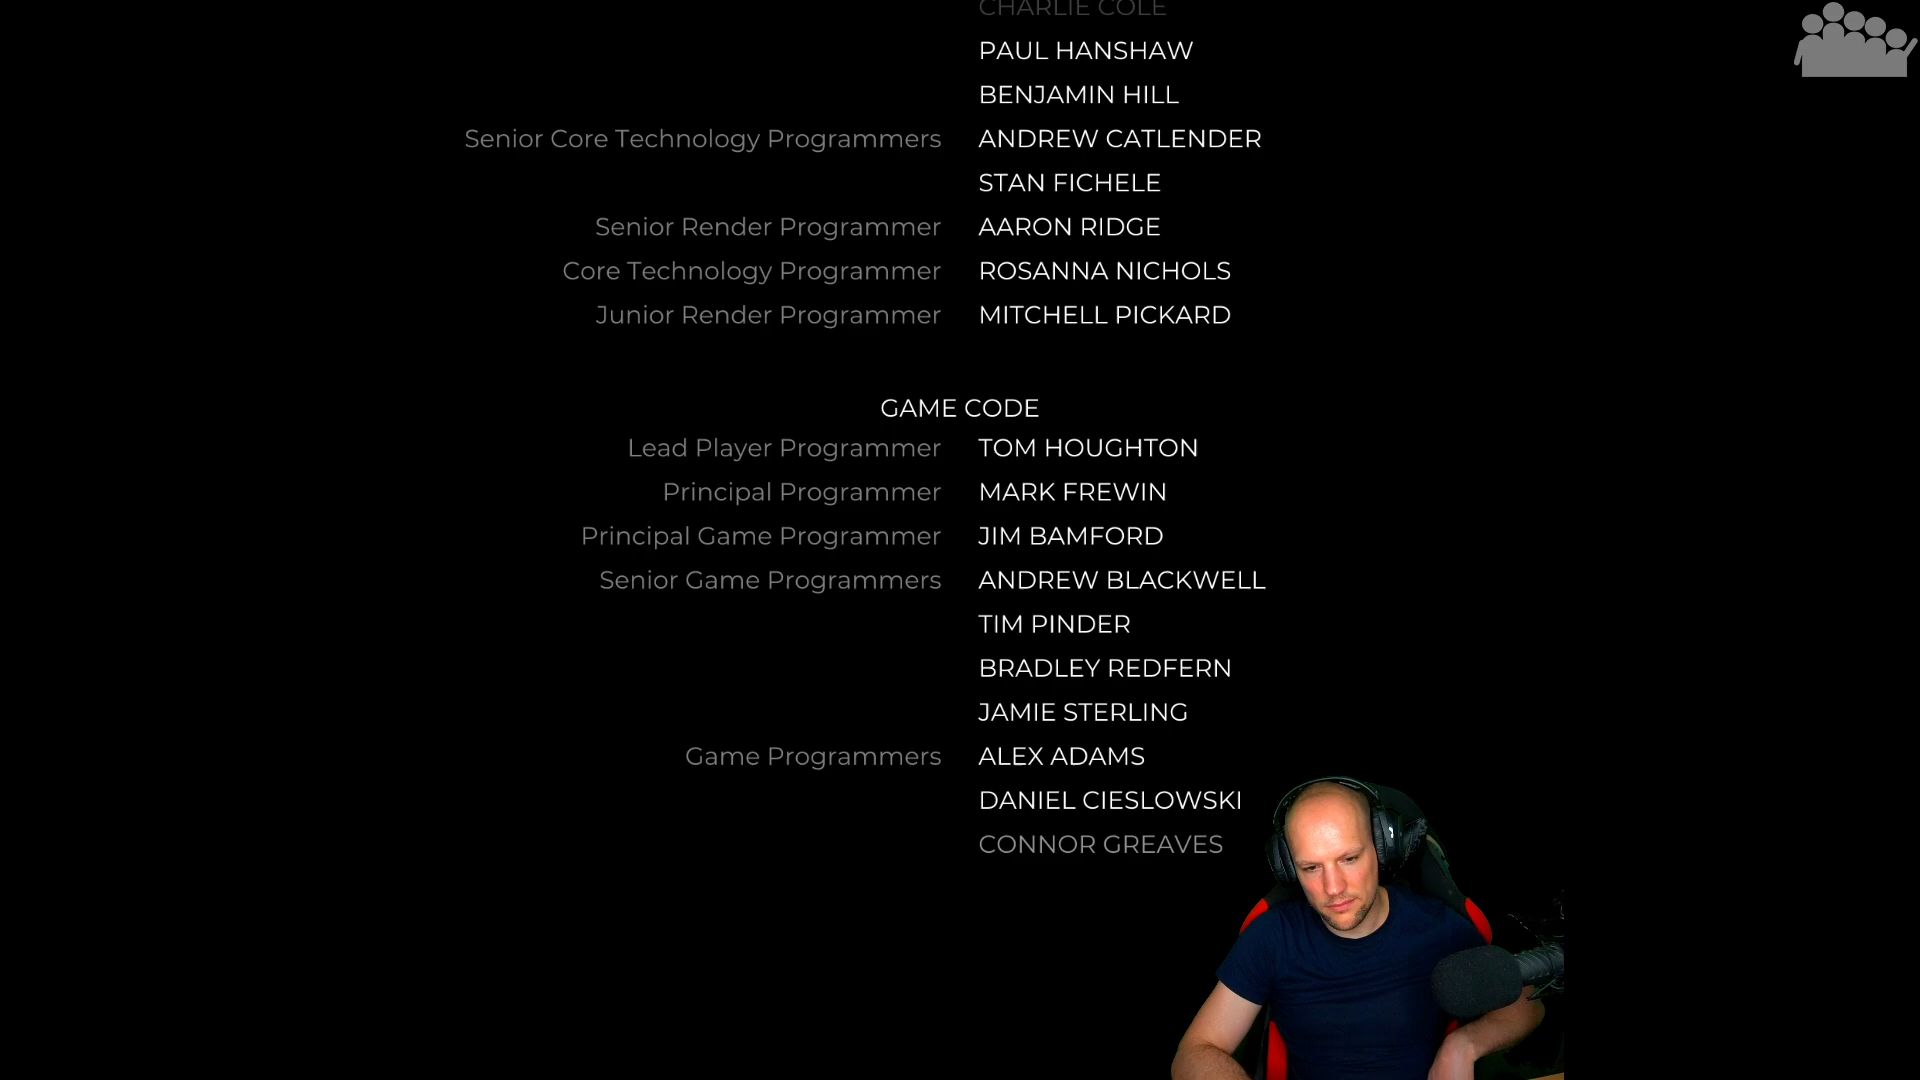 CHARLIE COLE
PAUL HANSHAW
BENJAMIN HILL
Senior Core Technology Programmers ANDREW CATLENDER
STAN FICHELE
Senior Render Programmer AARON RIDGE
Core Technology Programmer ROSANNA NICHOLS
Junior Render Programmer MITCHELL PICKARD
GAME CODE
Lead Player Programmer TOM HOUGHTON
Principal Programmer MARK FREWIN
Principal Game Programmer JIM BAMFORD
Senior Game Programmers ANDREW BLACKWELL
TIM PINDER
BRADLEY REDFERN
JAMIE STERLING
Game Programmers ALEX ADAMS
DANIEL CIESLOWSKI
CONNOR GREAVES